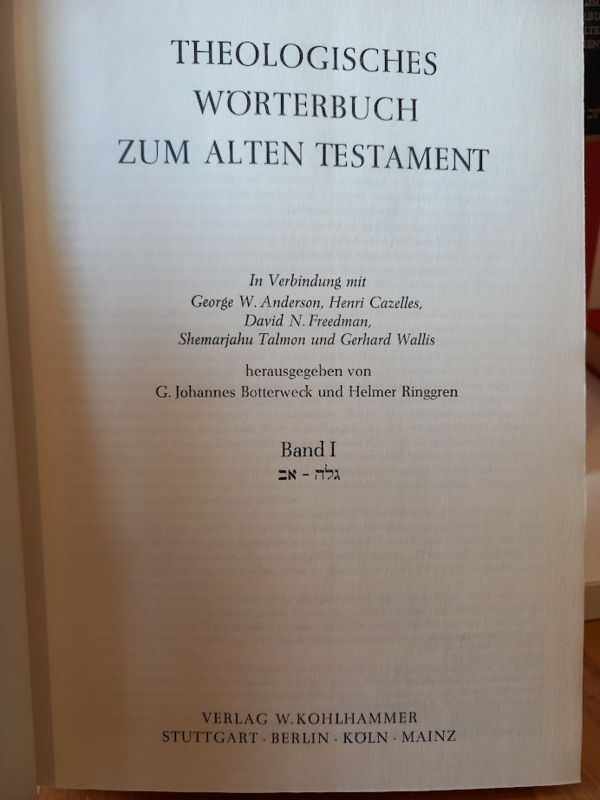 THEOLOGISCHES
WÖRTERBUCH
ZUM ALTEN TESTAMENT
In Verbindung mit
George W. Anderson, Henri Cazelles,
David N. Freedman,
Shemarjahu Talmon und Gerhard Wallis
herausgegeben von
G. Johannes Botterweck und Helmer Ringgren
Band I
גלה - אב
VERLAG W. KOHLHAMMER
STUTTGART · BERLIN · KÖLN · MAINZ